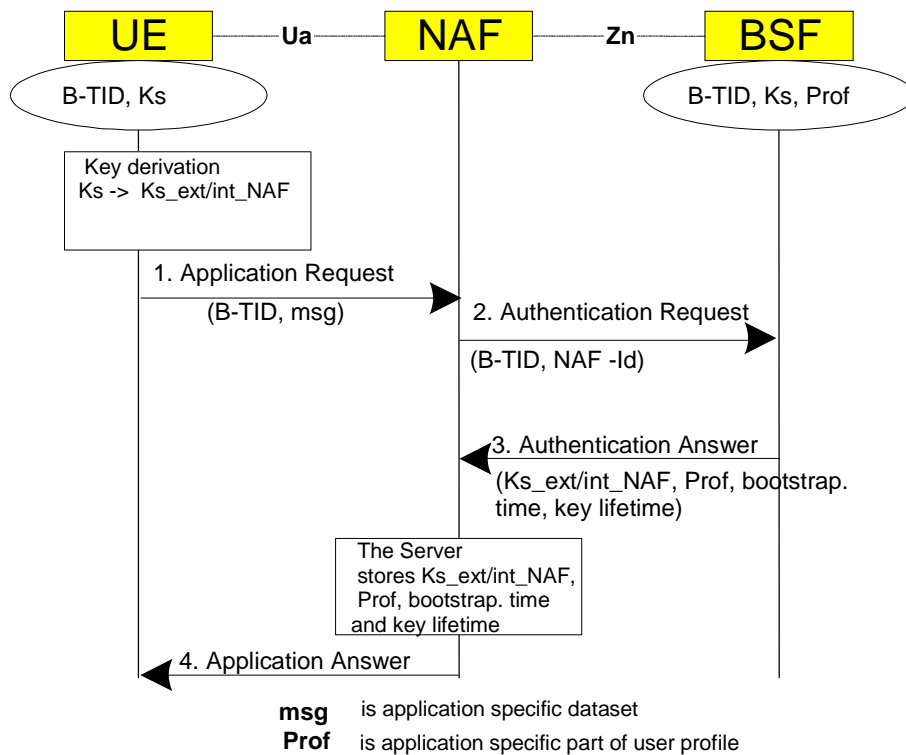 UE Ua NAF Zn BSF
B-TID, Ks
B-TID, Ks, Prof
Key derivation
Ks -> Ks_ext/int_NAF
1. Application Request
(B-TID, msg)
2. Authentication Request
(B-TID, NAF -Id)
3. Authentication Answer
(Ks_ext/int_NAF, Prof, bootstrap.
time, key lifetime)
The Server
stores Ks_ext/int_NAF,
Prof, bootstrap. time
and key lifetime
4. Application Answer
msg is application specific dataset
Prof is application specific part of user profile